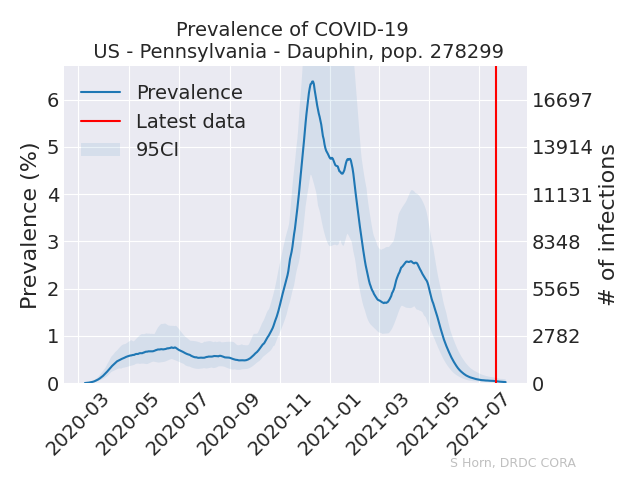 Prevalence of COVID-19
US - Pennsylvania - Dauphin, pop. 278299
Prevalence
Latest data
95CI
Prevalence (%)
6
5
4
3
2
1
0
16697
13914
11131
8348
5565
2782
0
# of infections
2020-03
2020-05
2020-07
2020-09
2020-11
2021-01
2021-03
2021-05
2021-07
S Horn, DRDC CORA